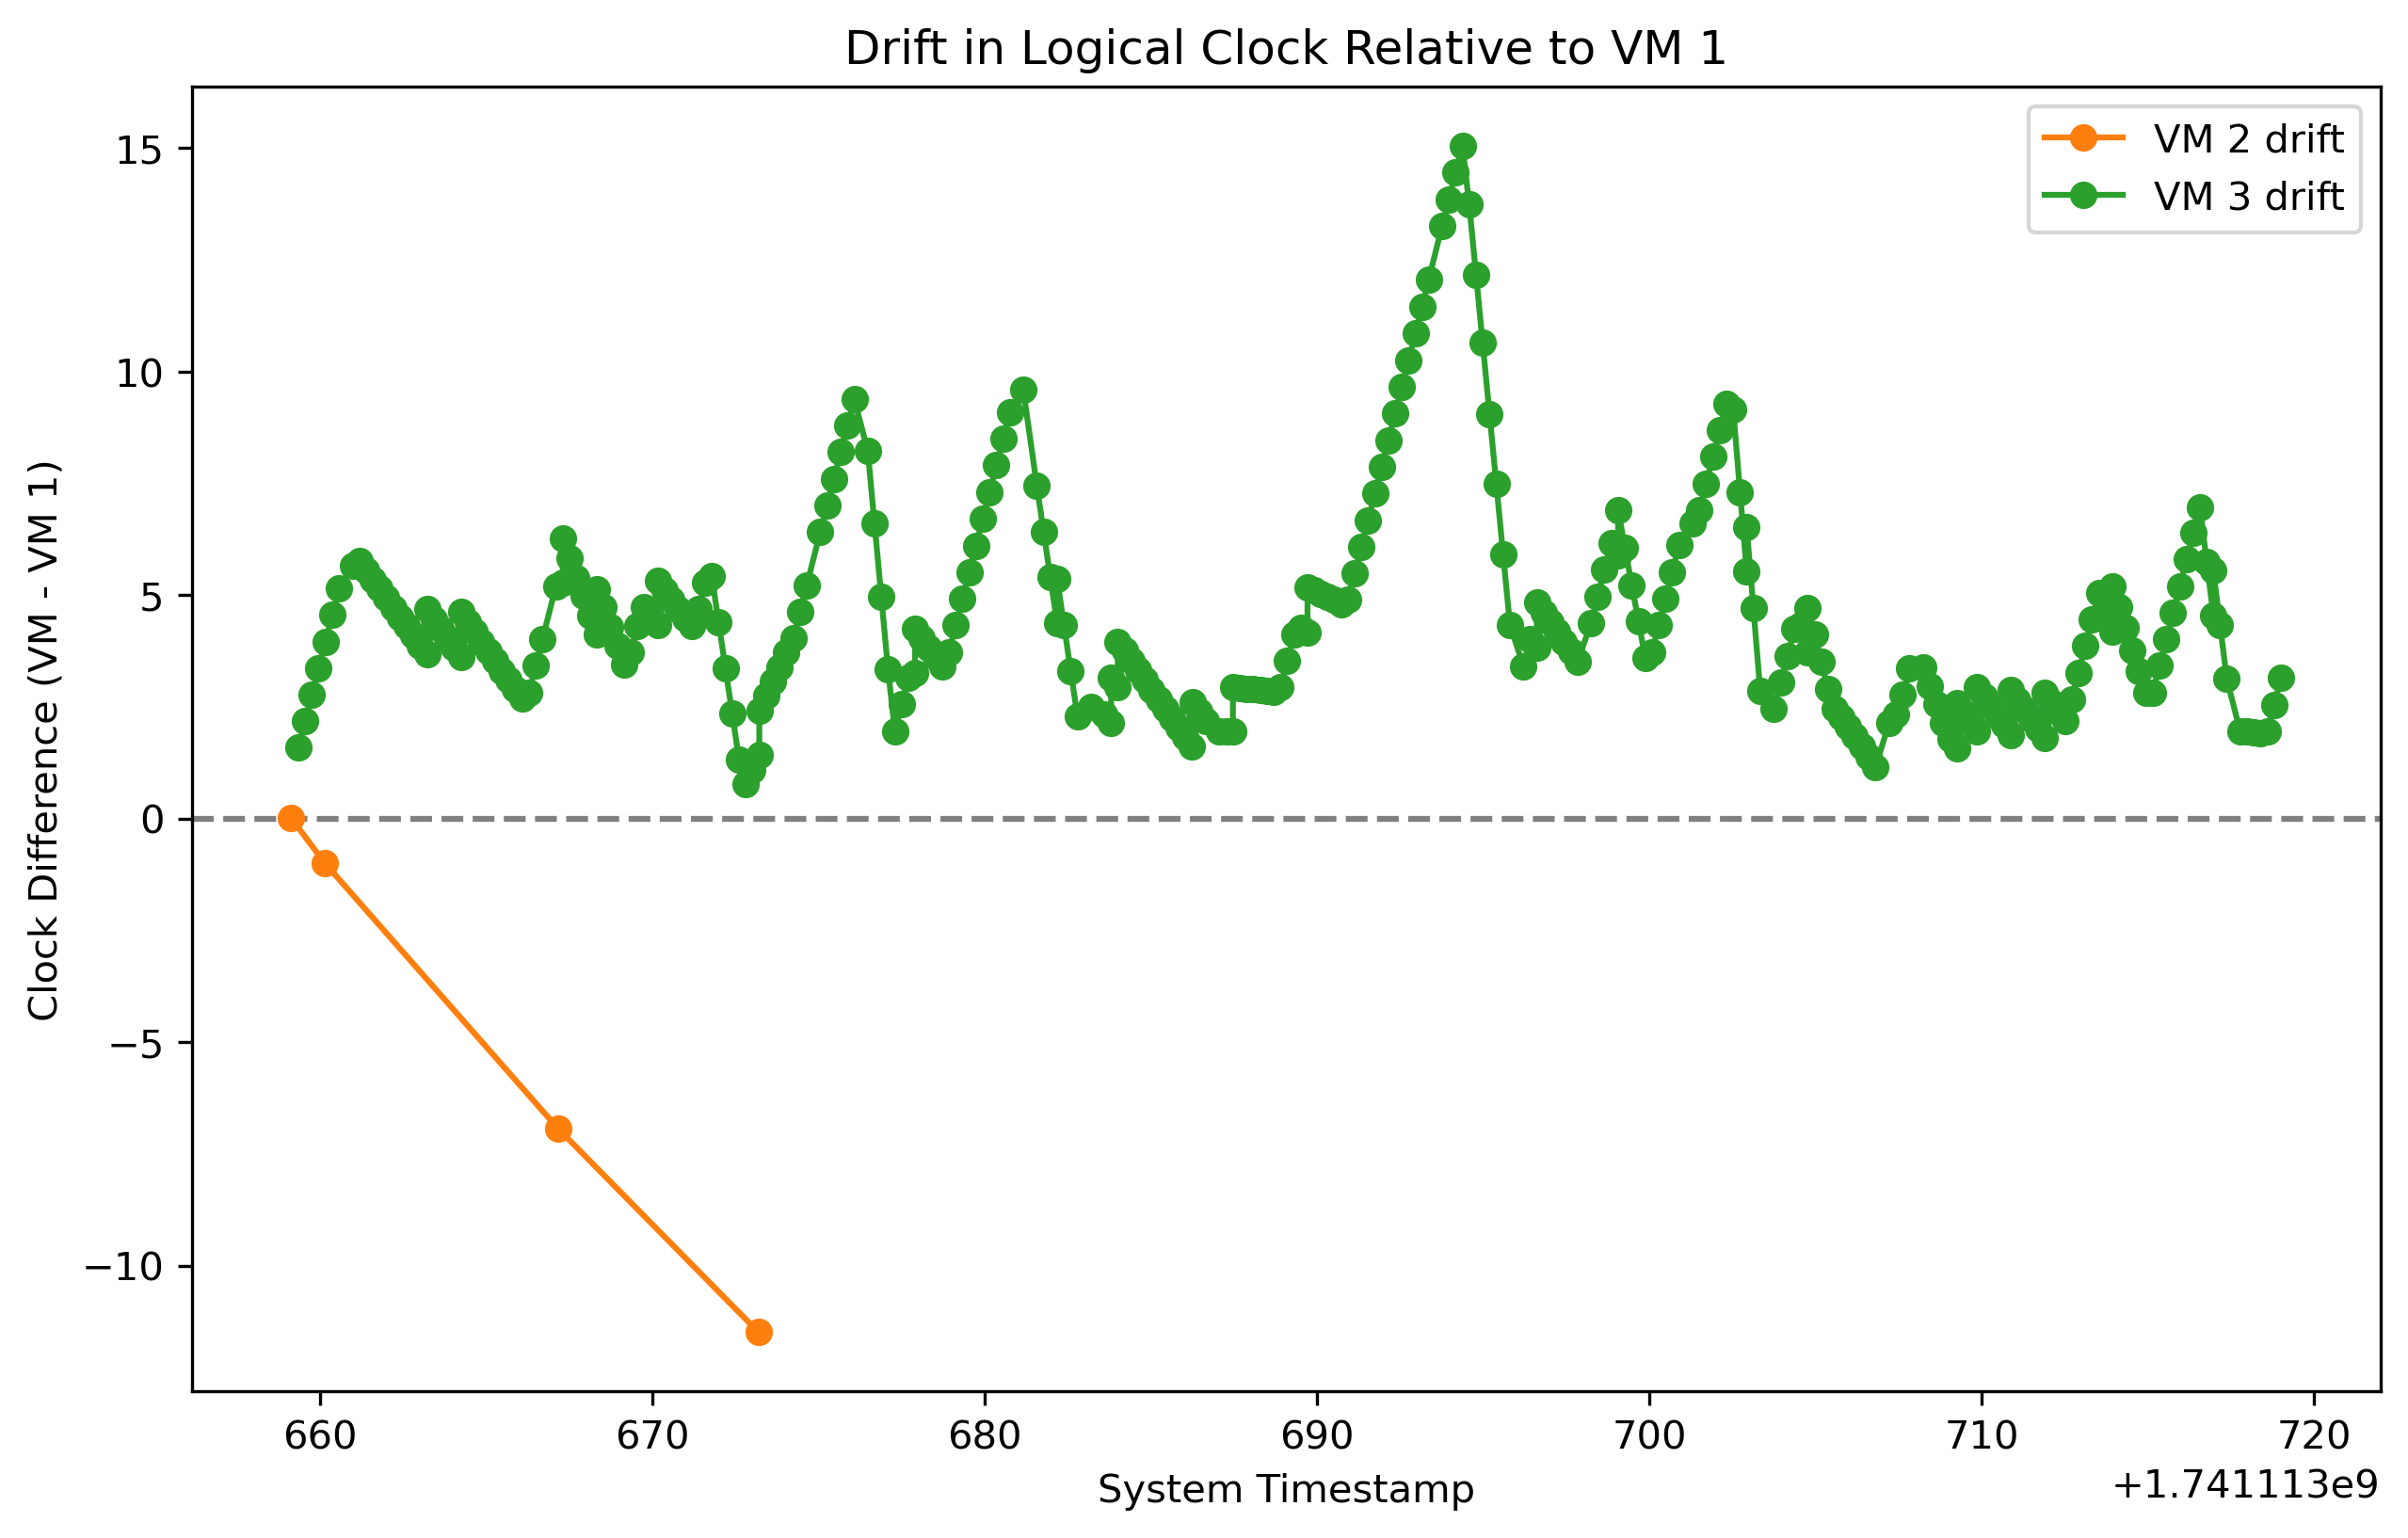 Drift in Logical Clock Relative to VM 1
VM 2 drift
VM 3 drift
Clock Difference (VM - VM 1)
15
10
5
0
−5
−10
660
670
680
690
700
710
720
System Timestamp
+1.741113e9